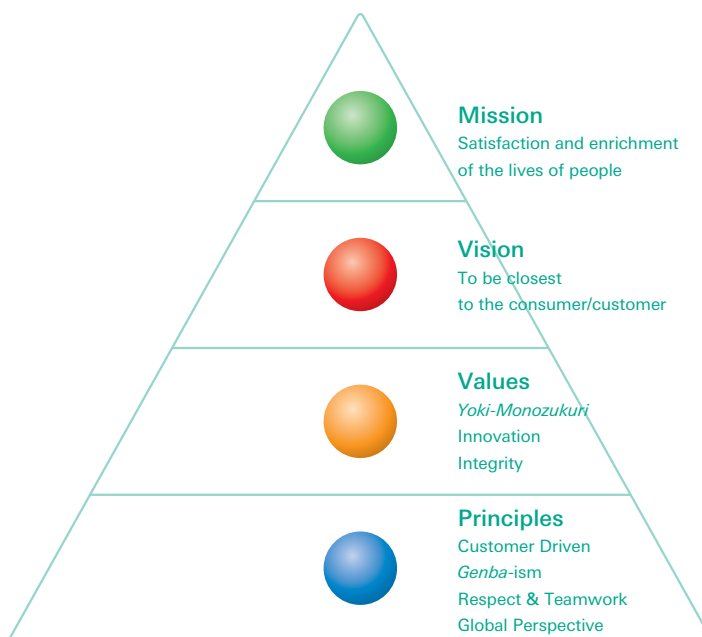 Mission
Satisfaction and enrichment
of the lives of people
Vision
To be closest
to the consumer/customer
Values
Yoki-Monozukuri
Innovation
Integrity
Principles
Customer Driven
Genba-ism
Respect & Teamwork
Global Perspective